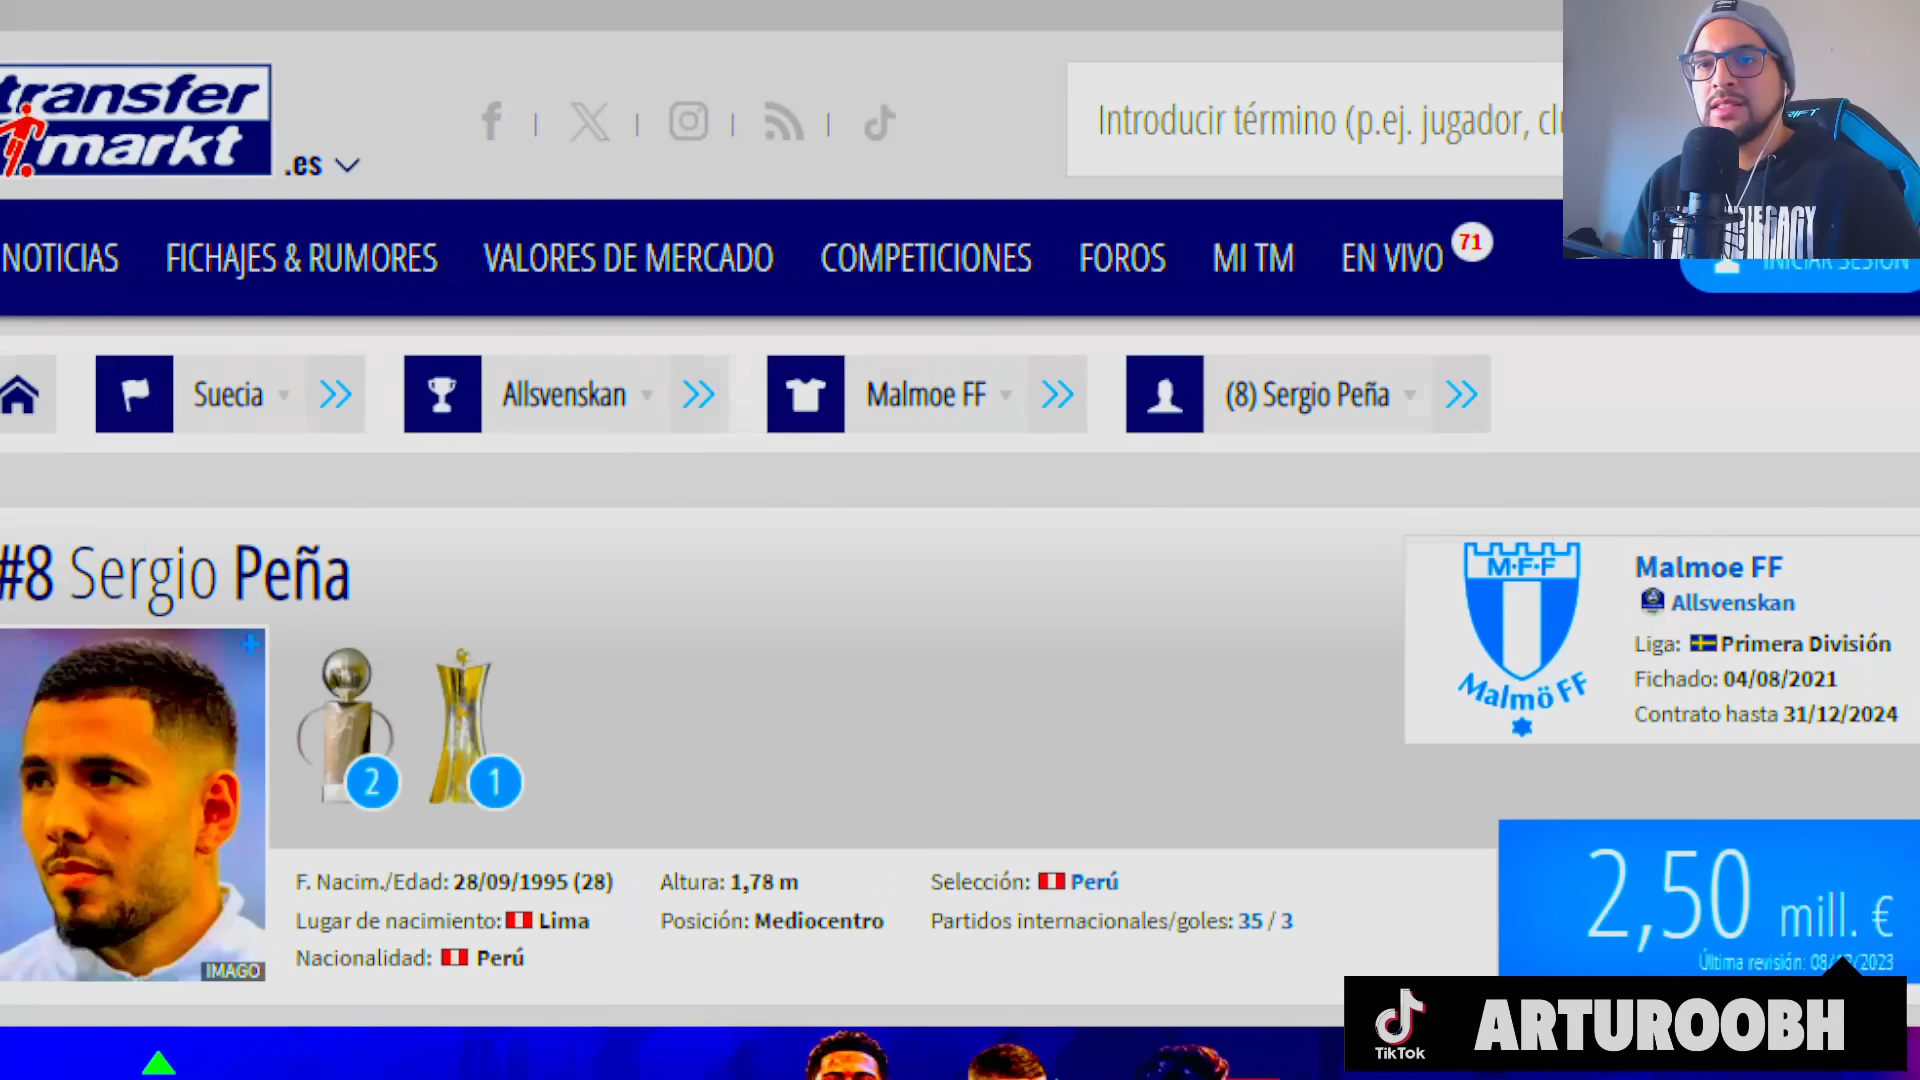 transfer
markt
.es
Introducir término (p.ej. jugador,
NOTICIAS FICHAJES & RUMORES VALORES DE MERCADO COMPETICIONES FOROS MI TM EN VIVO 71
INICIAR SESIÓN
Suecia Allsvenskan Malmoe FF (8) Sergio Peña
#8 Sergio Peña
M·F·F
Malmö FF
Malmoe FF
Allsvenskan
Liga: Primera División
Fichado: 04/08/2021
Contrato hasta 31/12/2024
2 1
F. Nacim./Edad: 28/09/1995 (28)
Lugar de nacimiento: Lima
Nacionalidad: Perú
Altura: 1,78 m
Posición: Mediocentro
Selección: Perú
Partidos internacionales/goles: 35 / 3
2,50 mill. €
Última revisión:
IMAGO
TikTok
ARTUROOBH